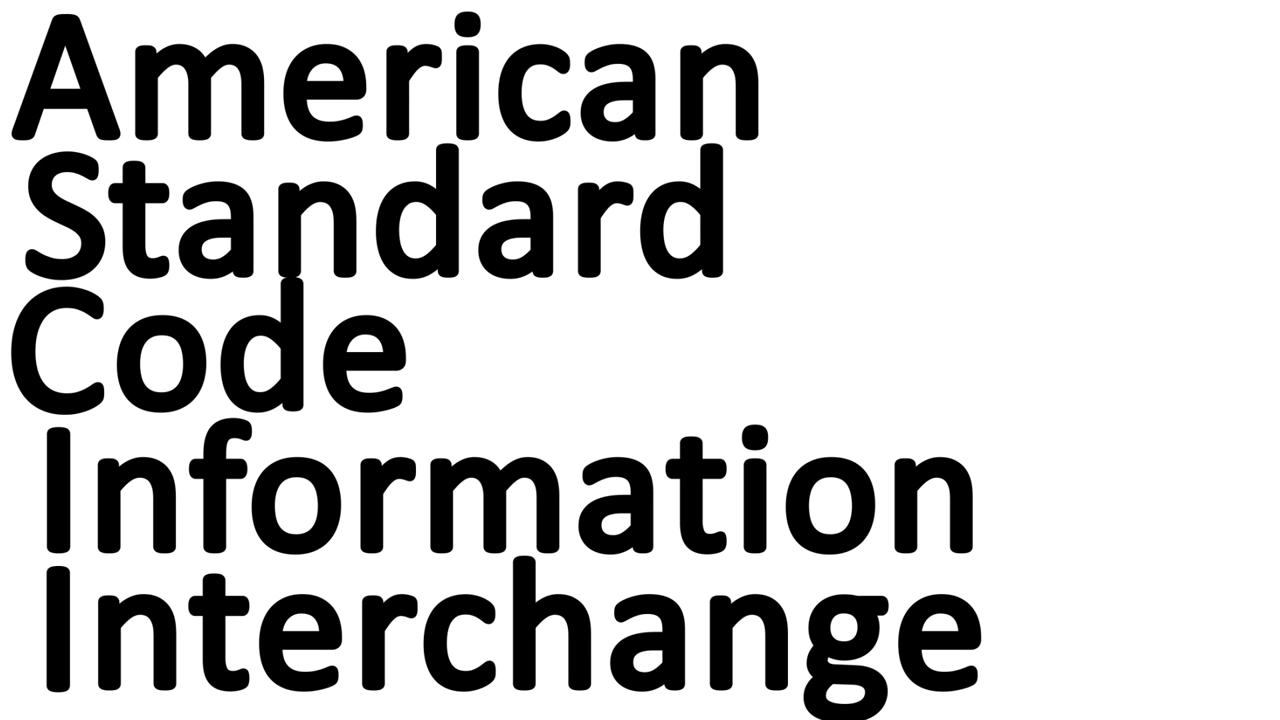 American
Standard
Code
Information
Interchange